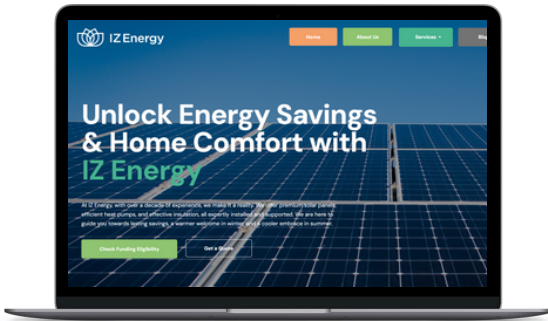 IZ Energy
Home
About Us
Services
Unlock Energy Savings
& Home Comfort with
IZ Energy
At IZ Energy, with over a decade of experience, we make it a reality. We offer premium solar panels,
efficient heat pumps, and effective insulation, all expertly installed and supported. We are here to
guide you towards lasting savings, a warmer welcome in winter, and a cooler embrace in summer.
Check Funding Eligibility
Get a Quote